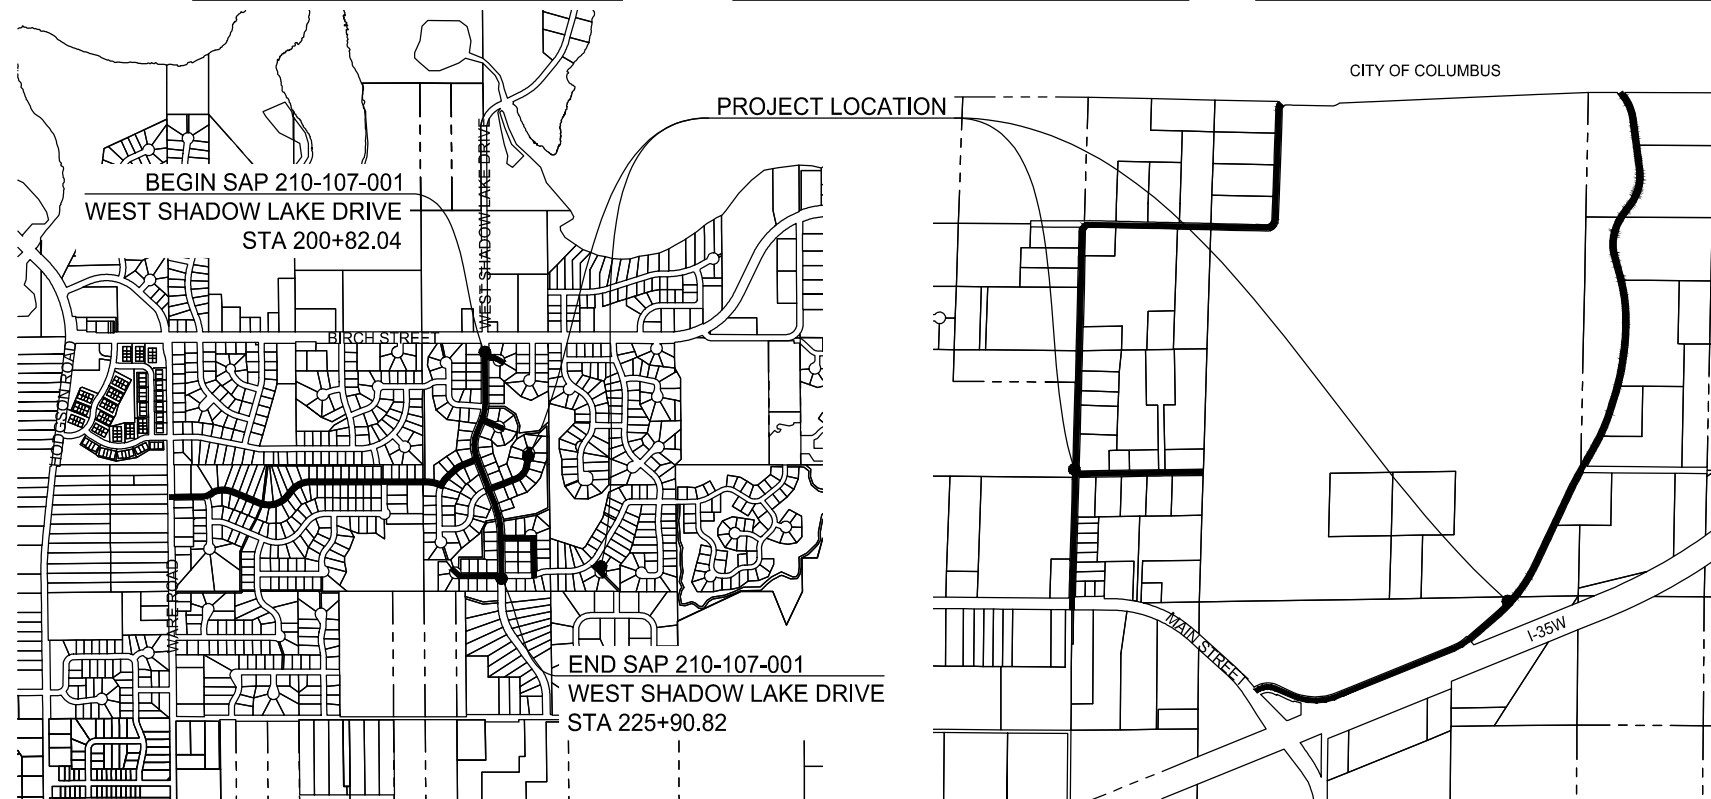 CITY OF COLUMBUS
PROJECT LOCATION
WEST SHADOW LAKE DRIVE
BEGIN SAP 210-107-001
WEST SHADOW LAKE DRIVE
STA 200+82.04
BIRCH STREET
HODGSON ROAD
WARE ROAD
END SAP 210-107-001
WEST SHADOW LAKE DRIVE
STA 225+90.82
MAIN STREET
I-35W